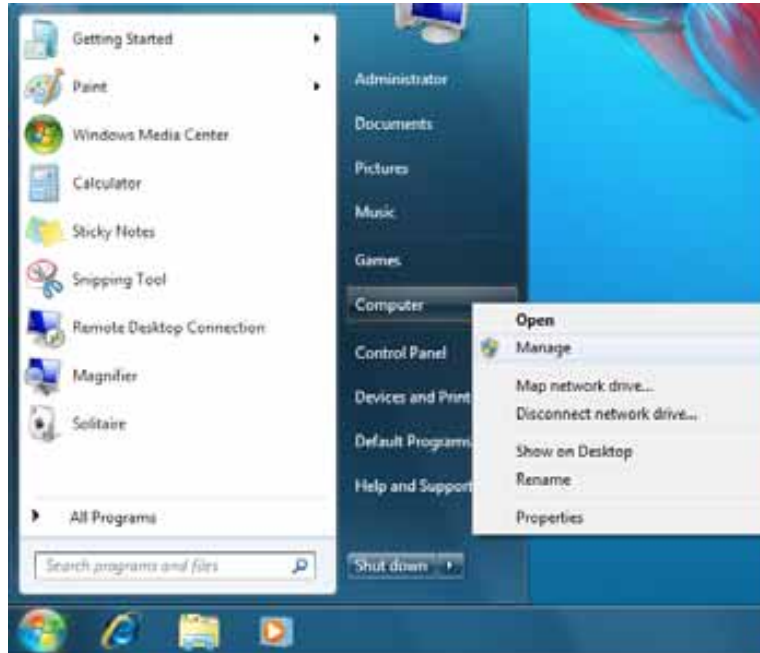 Getting Started
Paint
Windows Media Center
Calculator
Sticky Notes
Snipping Tool
Remote Desktop Connection
Magnifier
Solitaire
All Programs
Search programs and files
Administrator
Documents
Pictures
Music
Games
Computer
Control Panel
Devices and Print
Default Programs
Help and Support
Shut down
Open
Manage
Map network drive...
Disconnect network drive...
Show on Desktop
Rename
Properties